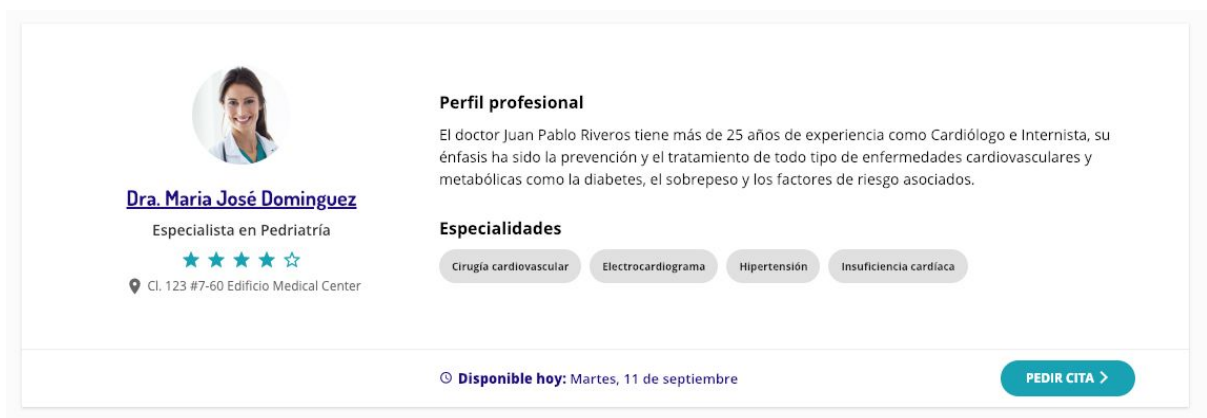 Dra. Maria José Dominguez
Especialista en Pedriatría
Cl. 123 #7-60 Edificio Medical Center
Perfil profesional
El doctor Juan Pablo Riveros tiene más de 25 años de experiencia como Cardiólogo e Internista, su
énfasis ha sido la prevención y el tratamiento de todo tipo de enfermedades cardiovasculares y
metabólicas como la diabetes, el sobrepeso y los factores de riesgo asociados.
Especialidades
Cirugía cardiovascular Electrocardiograma Hipertensión Insuficiencia cardíaca
Disponible hoy: Martes, 11 de septiembre
PEDIR CITA